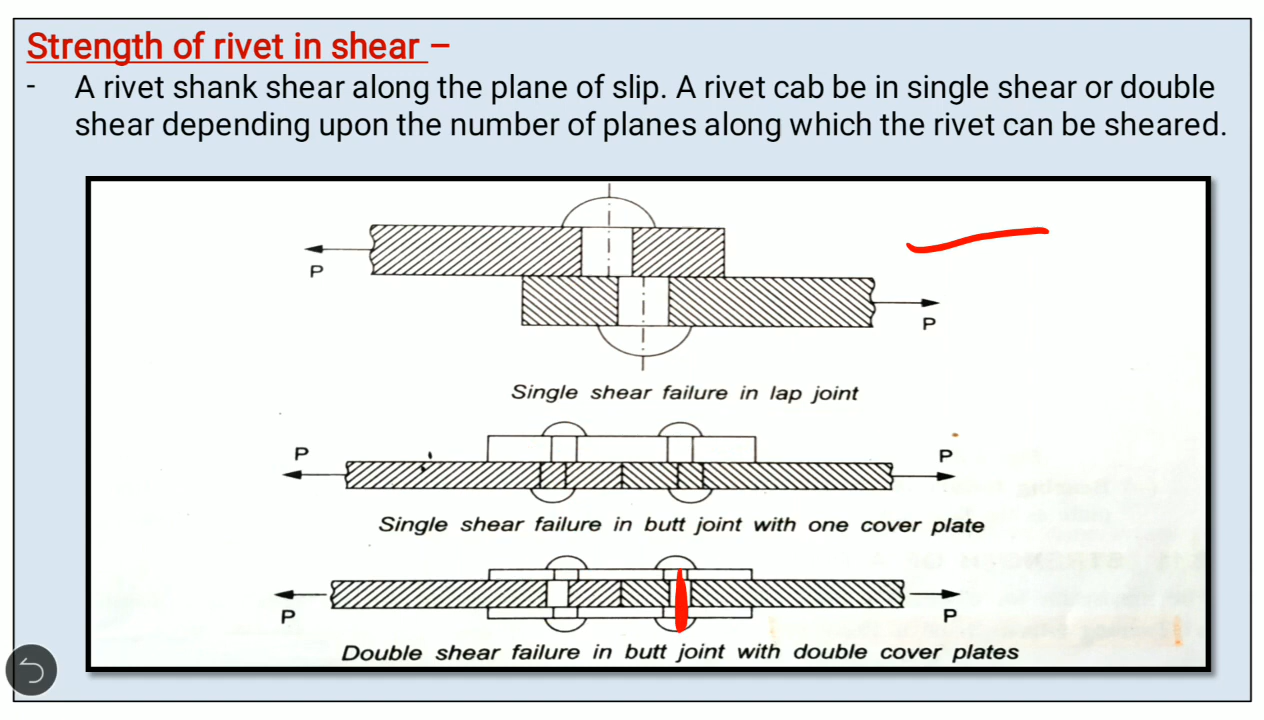 Strength of rivet in shear –
- A rivet shank shear along the plane of slip. A rivet cab be in single shear or double
shear depending upon the number of planes along which the rivet can be sheared.
P
P
Single shear failure in lap joint
P
P
Single shear failure in butt joint with one cover plate
P
P
Double shear failure in butt joint with double cover plates